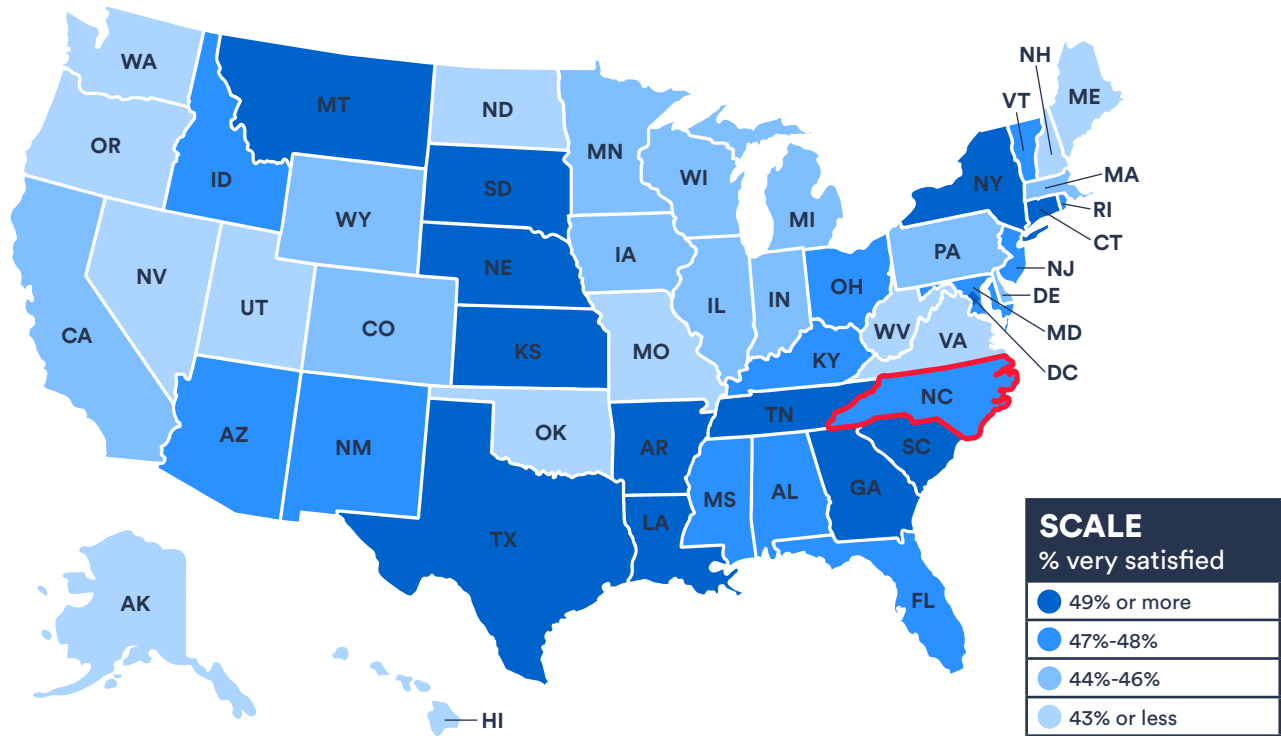 NH
WA
ME
VT
MT
ND
OR
MN
MA
WI
ID
SD
NY
RI
WY
MI
CT
IA
PA
NE
NJ
NV
OH
DE
UT
IL
IN
CO
WV
MD
CA
VA
KS
MO
KY
DC
NC
TN
AZ
OK
NM
AR
SC
GA
MS
AL
LA
TX
SCALE
% very satisfied
AK
FL
49% or more
47%-48%
44%-46%
HI
43% or less